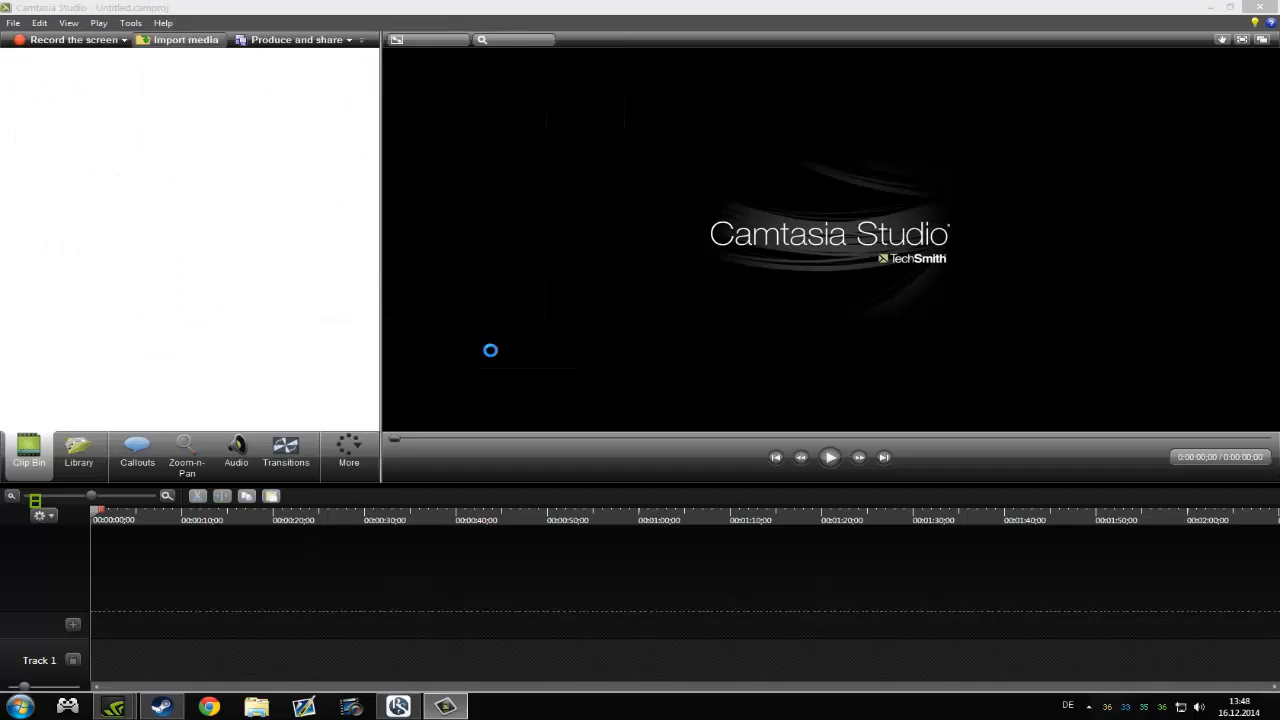 Camtasia Studio - Untitled.camproj
File Edit View Play Tools Help
Record the screen Import media Produce and share
Camtasia Studio
TechSmith
Clip Bin Library Callouts Zoom-n-Pan Audio Transitions More
0:00:00;00 / 0:00:00;00
00:00:00;00 00:00:10;00 00:00:20;00 00:00:30;00 00:00:40;00 00:00:50;00 00:01:00;00 00:01:10;00 00:01:20;00 00:01:30;00 00:01:40;00 00:01:50;00 00:02:00;00
Track 1
DE 36 33 35 36
13:48
16.12.2014